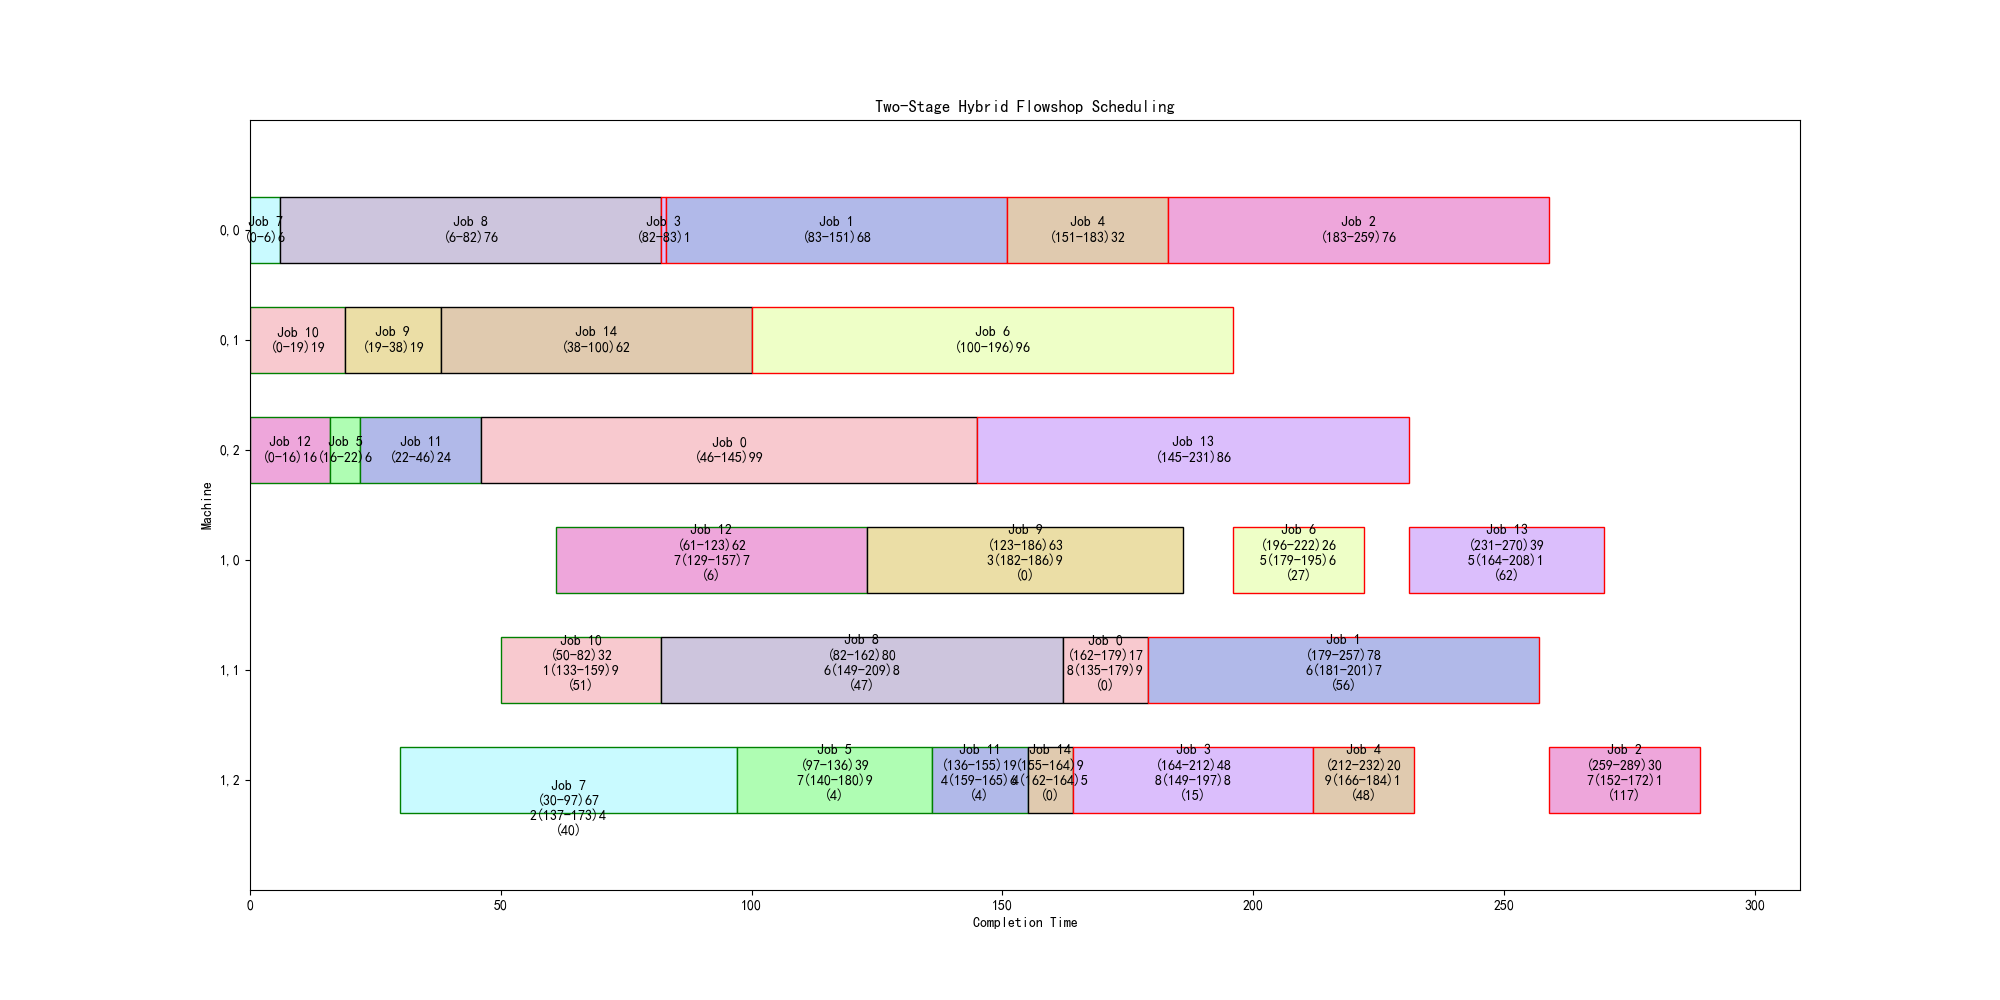 Two-Stage Hybrid Flowshop Scheduling
0,0
Job 7
(0-6)6
Job 8
(6-82)76
Job 3
(82-83)1
Job 1
(83-151)68
Job 4
(151-183)32
Job 2
(183-259)76
0,1
Job 10
(0-19)19
Job 9
(19-38)19
Job 14
(38-100)62
Job 6
(100-196)96
0,2
Job 12
(0-16)16
Job 5
(16-22)6
Job 11
(22-46)24
Job 0
(46-145)99
Job 13
(145-231)86
Machine
1,0
Job 12
(61-123)62
7(129-157)7
(6)
Job 9
(123-186)63
3(182-186)9
(0)
Job 6
(196-222)26
5(179-195)6
(27)
Job 13
(231-270)39
5(164-208)1
(62)
1,1
Job 10
(50-82)32
1(133-159)9
(51)
Job 8
(82-162)80
6(149-209)8
(47)
Job 0
(162-179)17
8(135-179)9
(0)
Job 1
(179-257)78
6(181-201)7
(56)
1,2
Job 7
(30-97)67
2(137-173)4
(40)
Job 5
(97-136)39
7(140-180)9
(4)
Job 11
(136-155)19
4(159-165)6
(4)
Job 14
(155-164)9
4(162-164)5
(0)
Job 3
(164-212)48
8(149-197)8
(15)
Job 4
(212-232)20
9(166-184)1
(48)
Job 2
(259-289)30
7(152-172)1
(117)
0
50
100
150
200
250
300
Completion Time